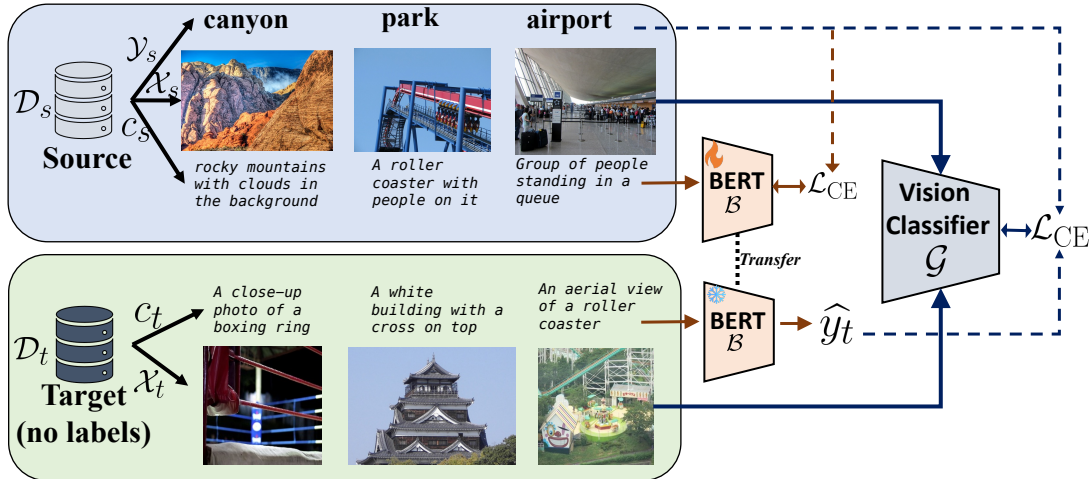 canyon
park
airport
𝒴ₛ
𝒳ₛ
𝒟ₛ
Cₛ
Source
rocky mountains
with clouds in
the background
A roller
coaster with
people on it
Group of people
standing in a
queue
BERT
ℬ
ℒ_CE
Vision
Classifier
𝒢
ℒ_CE
Transfer
A close-up
photo of a
boxing ring
A white
building with a
cross on top
An aerial view
of a roller
coaster
BERT
ℬ
ŷₜ
Cₜ
𝒟ₜ
𝒳ₜ
Target
(no labels)